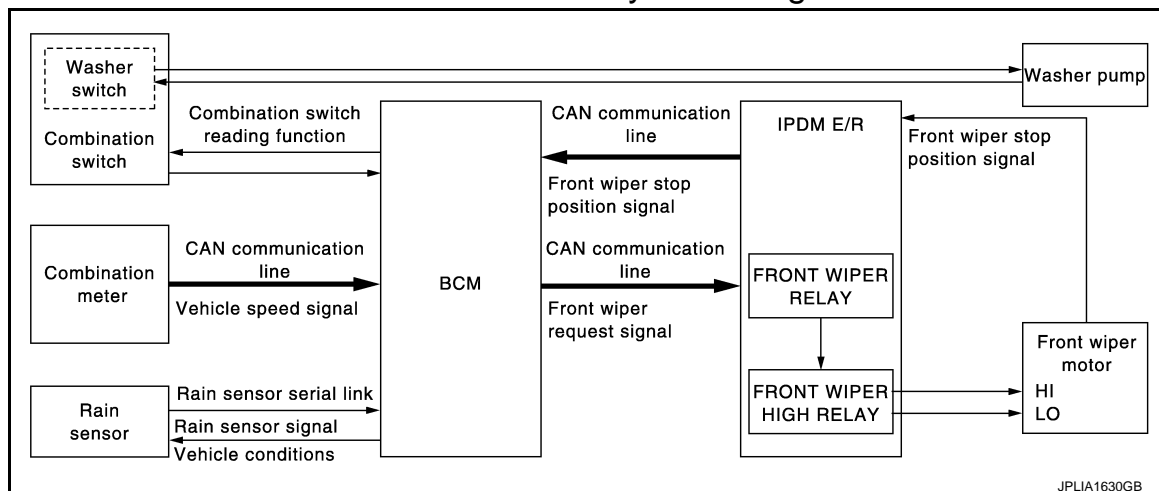 Washer
switch
Combination
switch
Washer pump
Combination switch
reading function
CAN communication
line
Front wiper stop
position signal
IPDM E/R
Front wiper stop
position signal
Combination
meter
CAN communication
line
Vehicle speed signal
BCM
CAN communication
line
Front wiper
request signal
FRONT WIPER
RELAY
FRONT WIPER
HIGH RELAY
Front wiper
motor
HI
LO
Rain
sensor
Rain sensor serial link
Rain sensor signal
Vehicle conditions
JPLIA1630GB